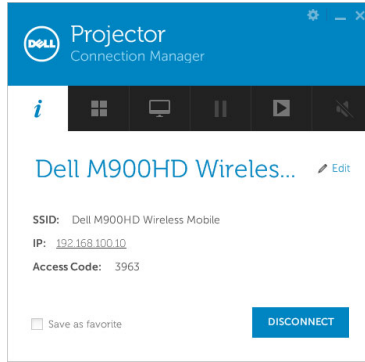 DELL
Projector
Connection Manager
i
Dell M900HD Wireles...
Edit
SSID: Dell M900HD Wireless Mobile
IP: 192.168.100.10
Access Code: 3963
Save as favorite
DISCONNECT